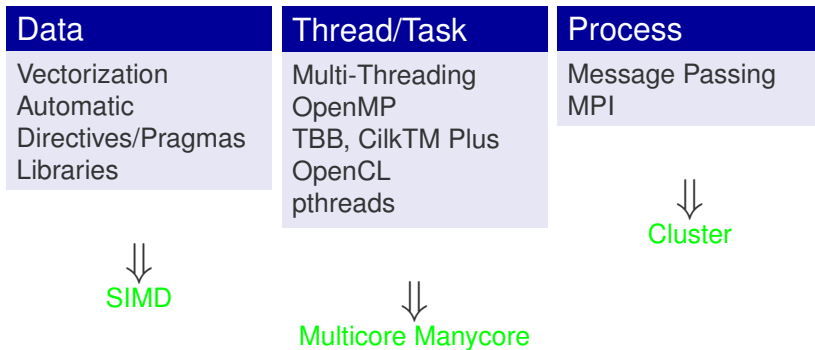 Data
Vectorization
Automatic
Directives/Pragmas
Libraries
⇓
SIMD
Thread/Task
Multi-Threading
OpenMP
TBB, CilkTM Plus
OpenCL
pthreads
⇓
Multicore Manycore
Process
Message Passing
MPI
⇓
Cluster